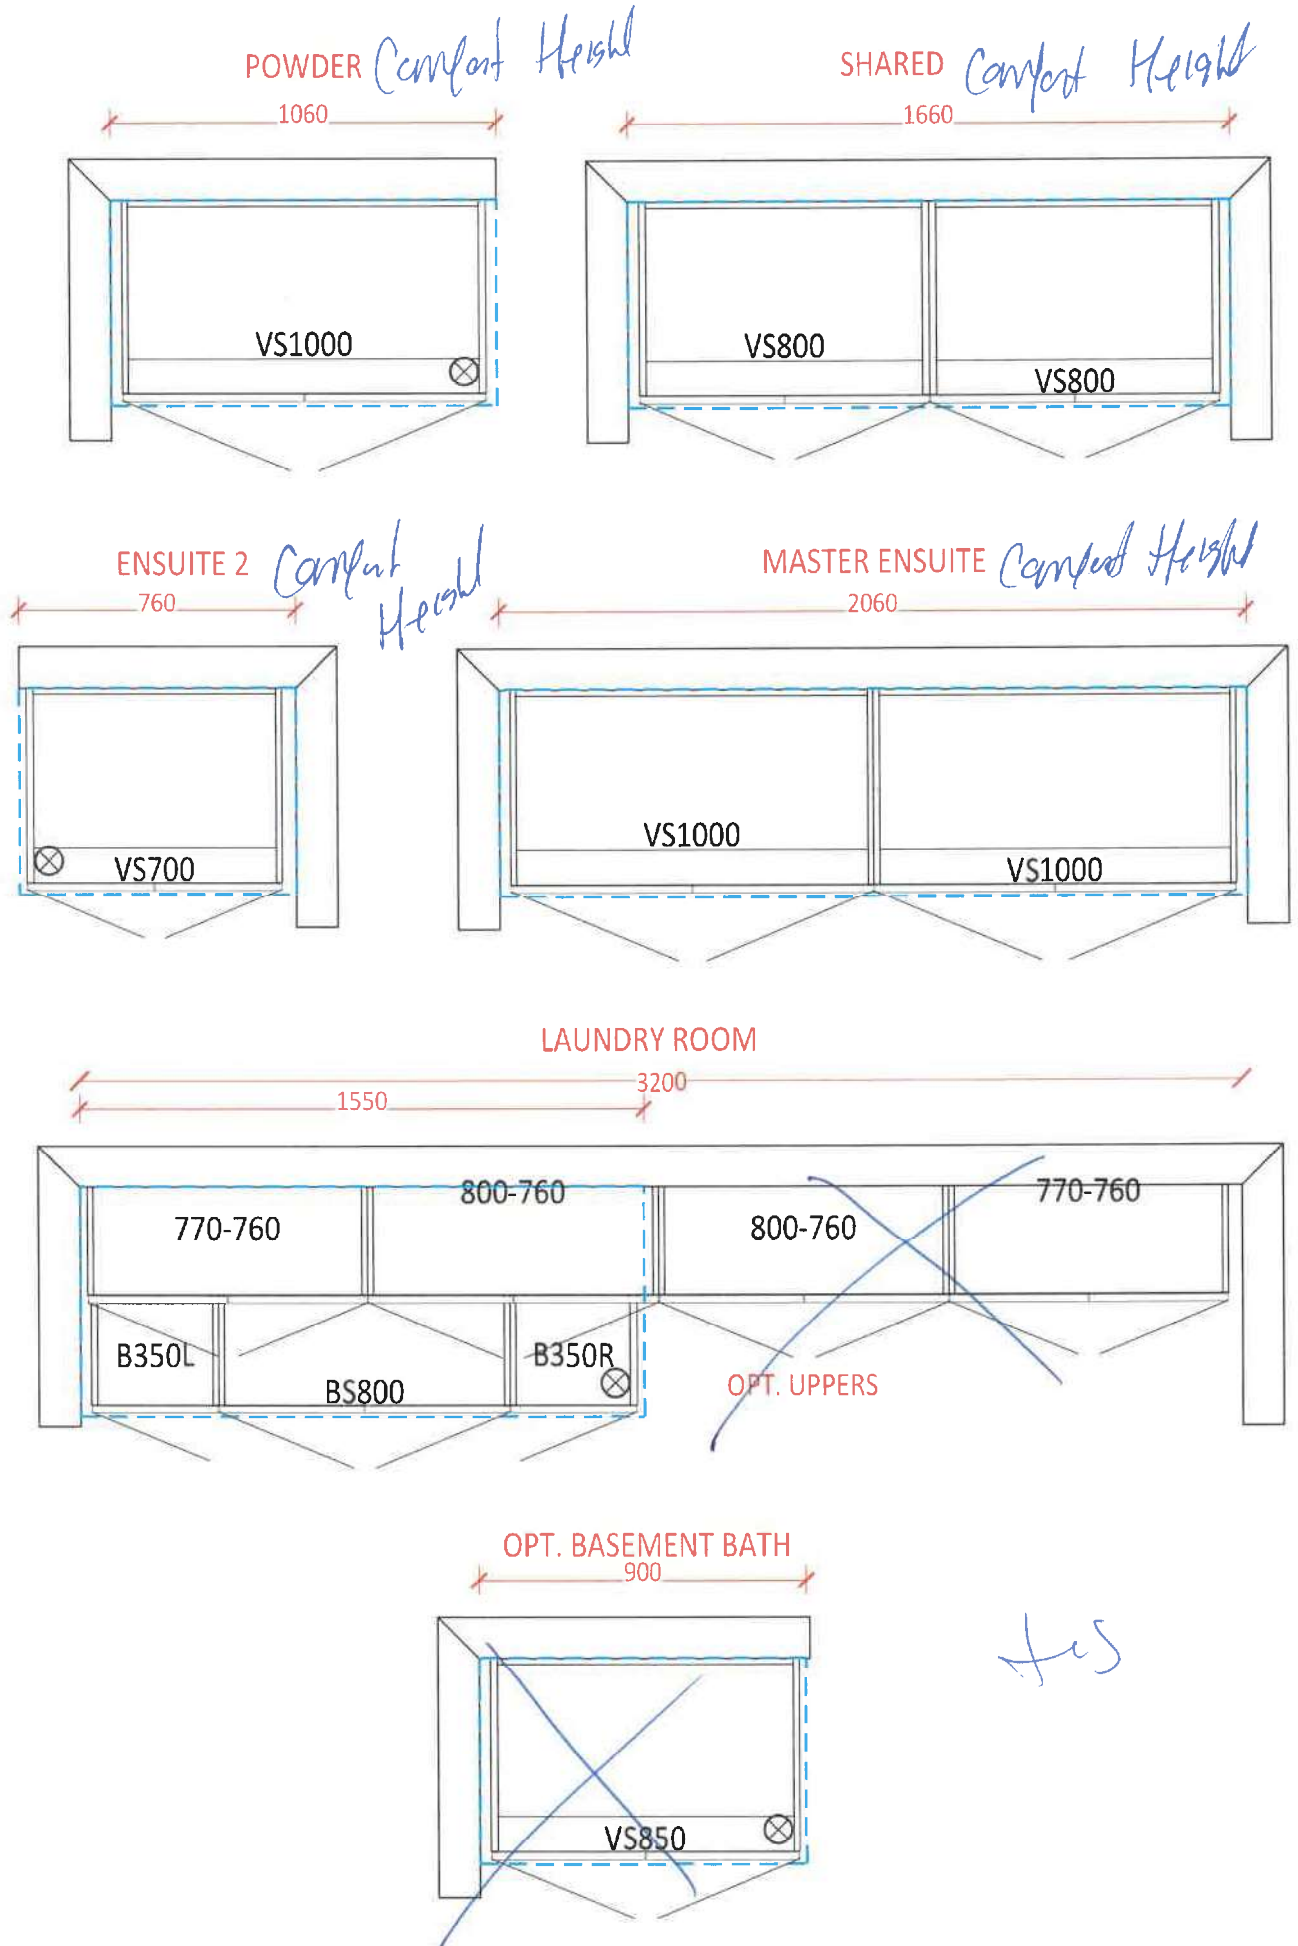 POWDER Comfort Height
1060
VS1000
SHARED Comfort Height
1660
VS800
VS800
ENSUITE 2 Comfort
Height
760
VS700
MASTER ENSUITE Comfort Height
2060
VS1000
VS1000
LAUNDRY ROOM
3200
1550
770-760
800-760
800-760
770-760
B350L
BS800
B350R
OPT. UPPERS
OPT. BASEMENT BATH
900
VS850